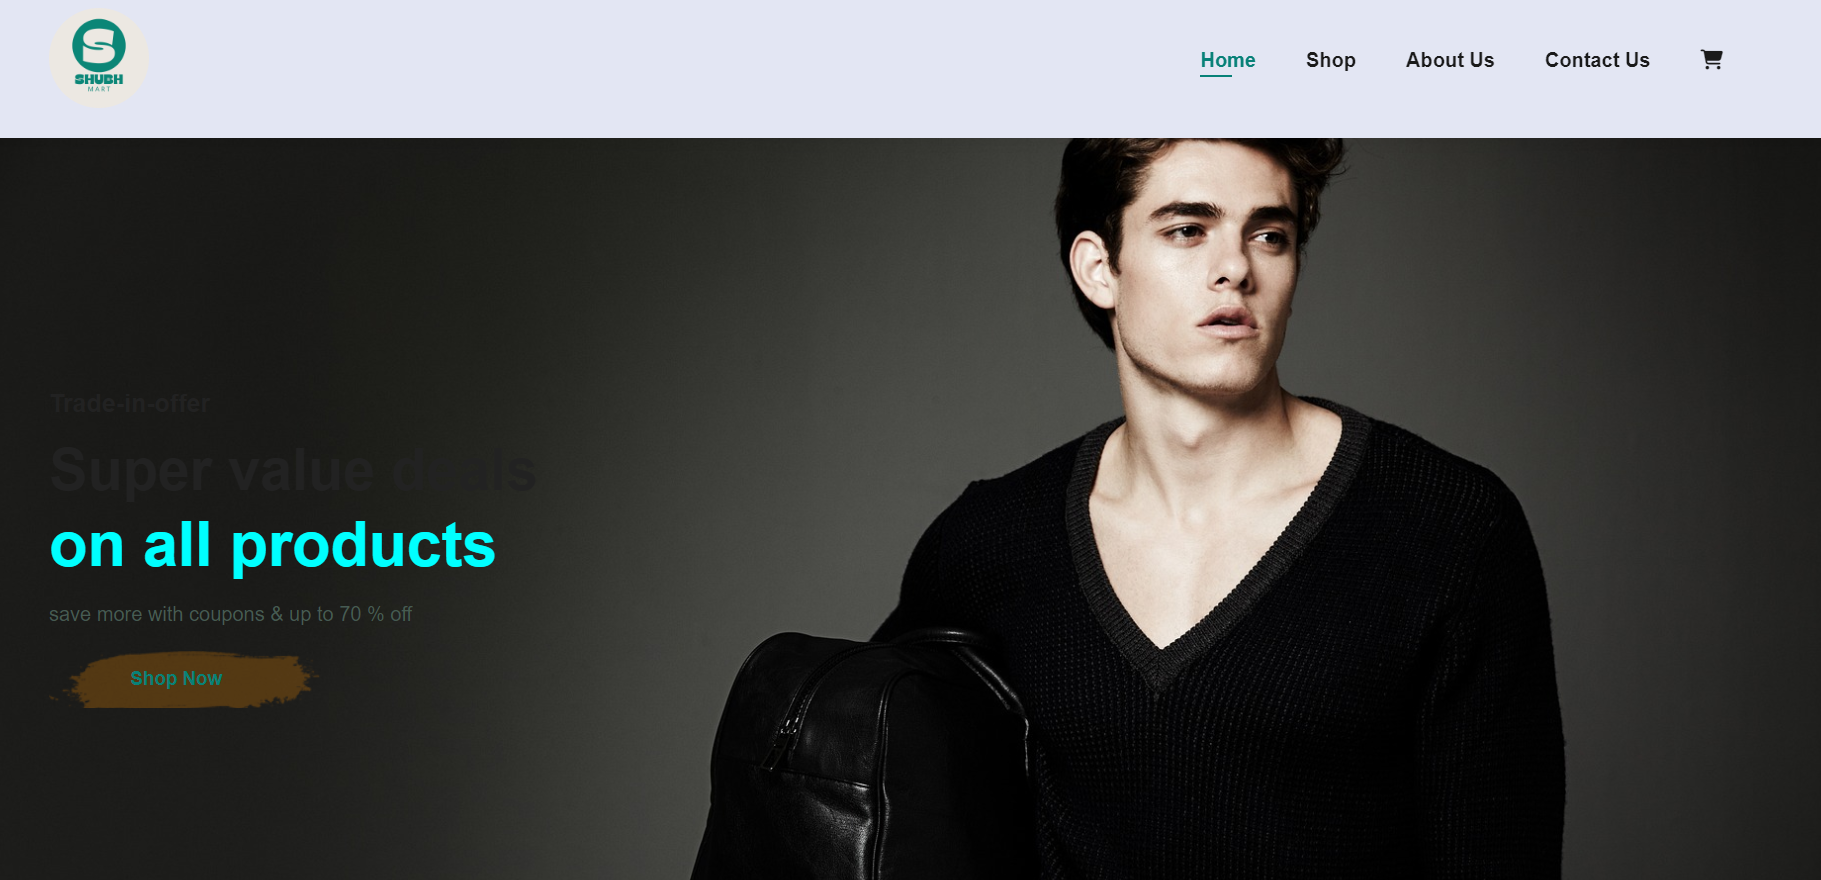 S
SHUBH
MART
Home Shop About Us Contact Us
Trade-in-offer
Super value deals
on all products
save more with coupons & up to 70 % off
Shop Now